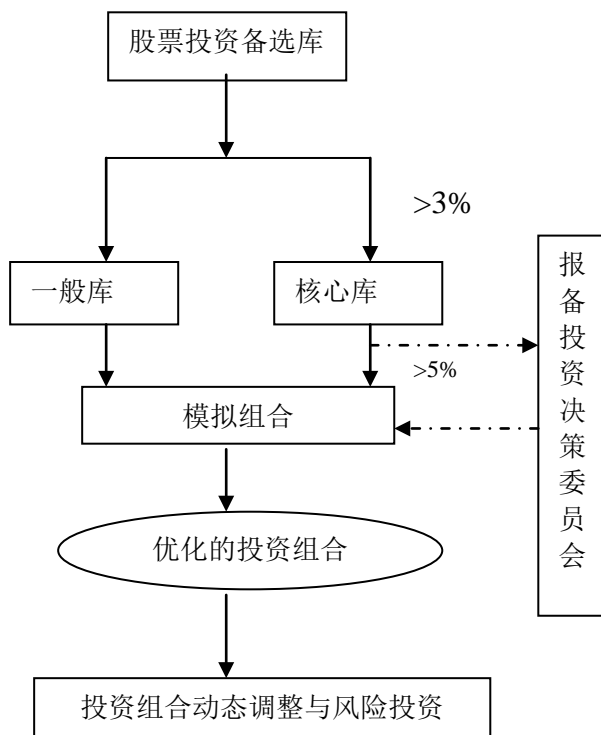 股票投资备选库
>3%
一般库
核心库
报备投资决策委员会
>5%
模拟组合
优化的投资组合
投资组合动态调整与风险投资